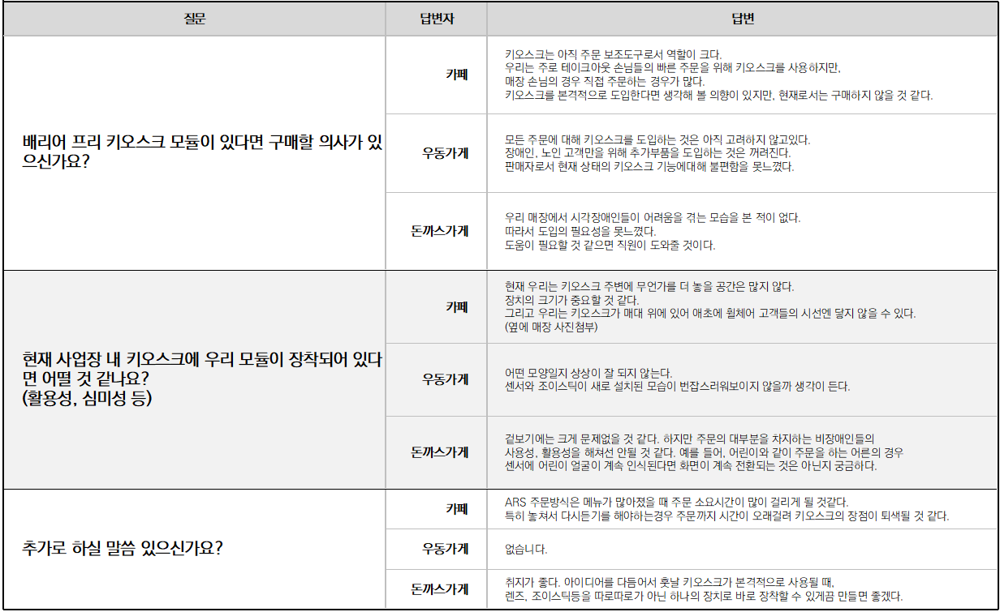 질문 답변자 답변
배리어 프리 키오스크 모듈이 있다면 구매할 의사가 있
으신가요?
카페
키오스크는 아직 주문 보조도구로서 역할이 크다.
우리는 주로 테이크아웃 손님들의 빠른 주문을 위해 키오스크를 사용하지만,
매장 손님의 경우 직접 주문하는 경우가 많다.
키오스크를 본격적으로 도입한다면 생각해 볼 의향이 있지만, 현재로서는 구매하지 않을 것 같다.
우동가게
모든 주문에 대해 키오스크를 도입하는 것은 아직 고려하지 않고있다.
장애인, 노인 고객만을 위해 추가부품을 도입하는 것은 꺼려진다.
판매자로서 현재 상태의 키오스크 기능에대해 불편함을 못느꼈다.
돈까스가게
우리 매장에서 시각장애인들이 어려움을 겪는 모습을 본 적이 없다.
따라서 도입의 필요성을 못느꼈다.
도움이 필요할 것 같으면 직원이 도와줄 것이다.
현재 사업장 내 키오스크에 우리 모듈이 장착되어 있다
면 어떨 것 같나요?
(활용성, 심미성 등)
카페
현재 우리는 키오스크 주변에 무언가를 더 놓을 공간은 많지 않다.
장치의 크기가 중요할 것 같다.
그리고 우리는 키오스크가 매대 위에 있어 애초에 휠체어 고객들의 시선엔 닿지 않을 수 있다.
(옆에 매장 사진첨부)
우동가게
어떤 모양일지 상상이 잘 되지 않는다.
센서와 조이스틱이 새로 설치된 모습이 번잡스러워보이지 않을까 생각이 든다.
돈까스가게
겉보기에는 크게 문제없을 것 같다. 하지만 주문의 대부분을 차지하는 비장애인들의
사용성, 활용성을 해쳐선 안될 것 같다. 예를 들어, 어린이와 같이 주문을 하는 어른의 경우
센서에 어린이 얼굴이 계속 인식된다면 화면이 계속 전환되는 것은 아닌지 궁금하다.
추가로 하실 말씀 있으신가요?
카페
ARS 주문방식은 메뉴가 많아졌을 때 주문 소요시간이 많이 걸리게 될 것같다.
특히 놓쳐서 다시듣기를 해야하는경우 주문까지 시간이 오래걸려 키오스크의 장점이 퇴색될 것 같다.
우동가게
없습니다.
돈까스가게
취지가 좋다. 아이디어를 다듬어서 훗날 키오스크가 본격적으로 사용될 때,
렌즈, 조이스틱등을 따로따로가 아닌 하나의 장치로 바로 장착할 수 있게끔 만들면 좋겠다.